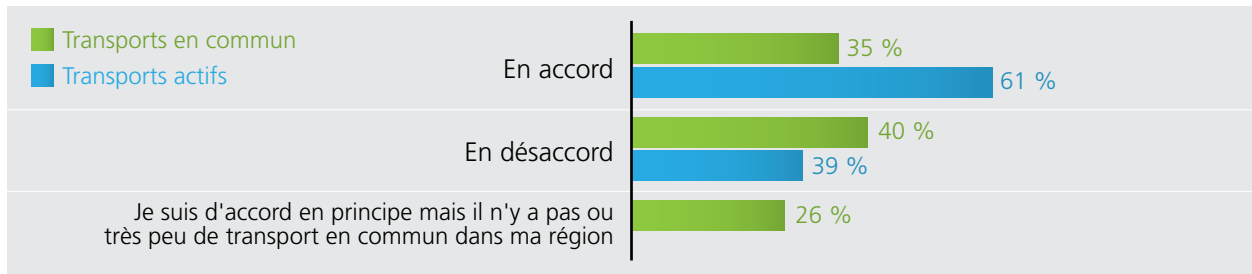 Transports en commun
Transports actifs
En accord
35 %
61 %
En désaccord
40 %
39 %
Je suis d'accord en principe mais il n'y a pas ou
très peu de transport en commun dans ma région
26 %